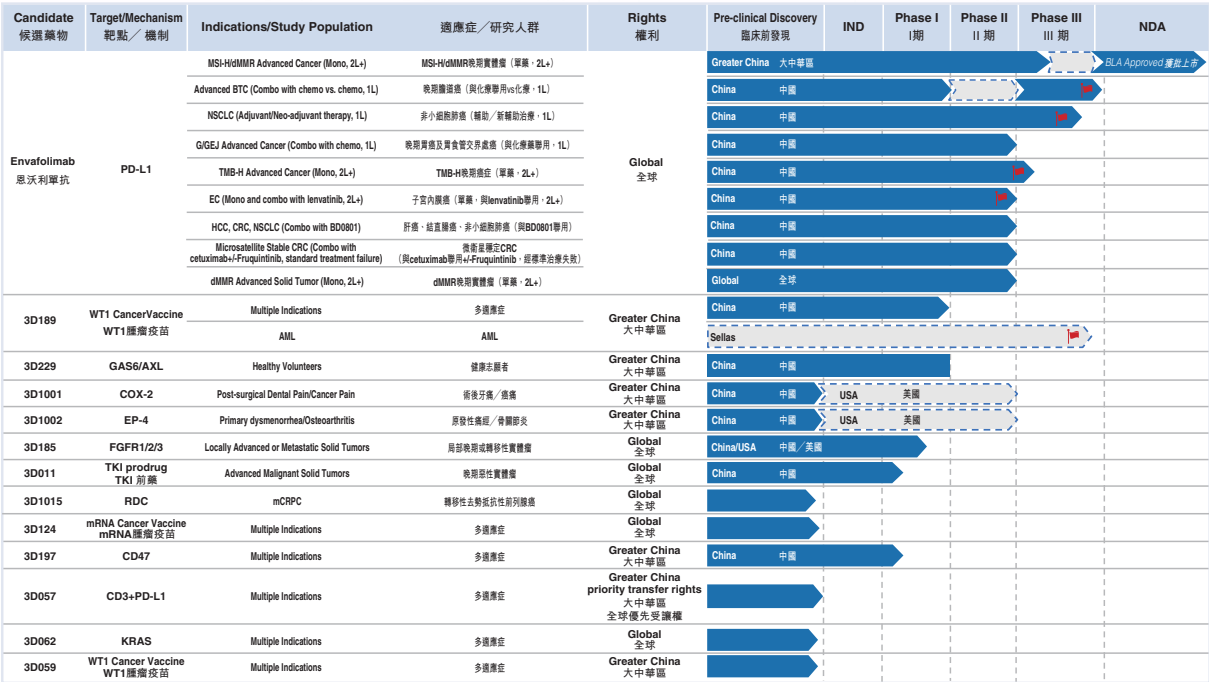 Candidate
候選藥物
Target/Mechanism
靶點╱ 機制
Indications/Study Population
適應症╱研究人群
Rights
權利
Pre-clinical Discovery
臨床前發現
IND
Phase I
I期
Phase II
II 期
Phase III
III 期
NDA
Envafolimab
恩沃利單抗
PD-L1
Global
全球
MSI-H/dMMR Advanced Cancer (Mono, 2L+)
MSI-H/dMMR晚期實體瘤（單藥，2L+）
Greater China 大中華區
BLA Approved 獲批上市
Advanced BTC (Combo with chemo vs. chemo, 1L)
晚期膽道癌（與化療聯用vs化療，1L）
China 中國
NSCLC (Adjuvant/Neo-adjuvant therapy, 1L)
非小細胞肺癌（輔助╱新輔助治療，1L）
China 中國
G/GEJ Advanced Cancer (Combo with chemo, 1L)
晚期胃癌及胃食管交界處癌（與化療藥聯用，1L）
China 中國
TMB-H Advanced Cancer (Mono, 2L+)
TMB-H晚期癌症（單藥，2L+）
China 中國
EC (Mono and combo with lenvatinib, 2L+)
子宮內膜癌（單藥，與lenvatinib聯用，2L+）
China 中國
HCC, CRC, NSCLC (Combo with BD0801)
肝癌、結直腸癌、非小細胞肺癌（與BD0801聯用）
China 中國
Microsatellite Stable CRC (Combo with
cetuximab+/-Fruquintinib, standard treatment failure)
微衛星穩定CRC
（與cetuximab聯用+/-Fruquintinib，經標準治療失敗）
China 中國
dMMR Advanced Solid Tumor (Mono, 2L+)
dMMR晚期實體瘤（單藥，2L+）
Global 全球
3D189
WT1 CancerVaccine
WT1腫瘤疫苗
Greater China
大中華區
Multiple Indications
多適應症
China 中國
AML
AML
Sellas
3D229
GAS6/AXL
Healthy Volunteers
健康志願者
Greater China
大中華區
China 中國
3D1001
COX-2
Post-surgical Dental Pain/Cancer Pain
術後牙痛╱癌痛
Greater China
大中華區
China 中國
USA 美國
3D1002
EP-4
Primary dysmenorrhea/Osteoarthritis
原發性痛經╱骨關節炎
Greater China
大中華區
China 中國
USA 美國
3D185
FGFR1/2/3
Locally Advanced or Metastatic Solid Tumors
局部晚期或轉移性實體瘤
Global
全球
China/USA 中國╱美國
3D011
TKI prodrug
TKI 前藥
Advanced Malignant Solid Tumors
晚期惡性實體瘤
Global
全球
China 中國
3D1015
RDC
mCRPC
轉移性去勢抵抗性前列腺癌
Global
全球
3D124
mRNA Cancer Vaccine
mRNA腫瘤疫苗
Multiple Indications
多適應症
Global
全球
3D197
CD47
Multiple Indications
多適應症
Greater China
大中華區
China 中國
3D057
CD3+PD-L1
Multiple Indications
多適應症
Greater China
priority transfer rights
大中華區
全球優先受讓權
3D062
KRAS
Multiple Indications
多適應症
Global
全球
3D059
WT1 Cancer Vaccine
WT1腫瘤疫苗
Multiple Indications
多適應症
Greater China
大中華區